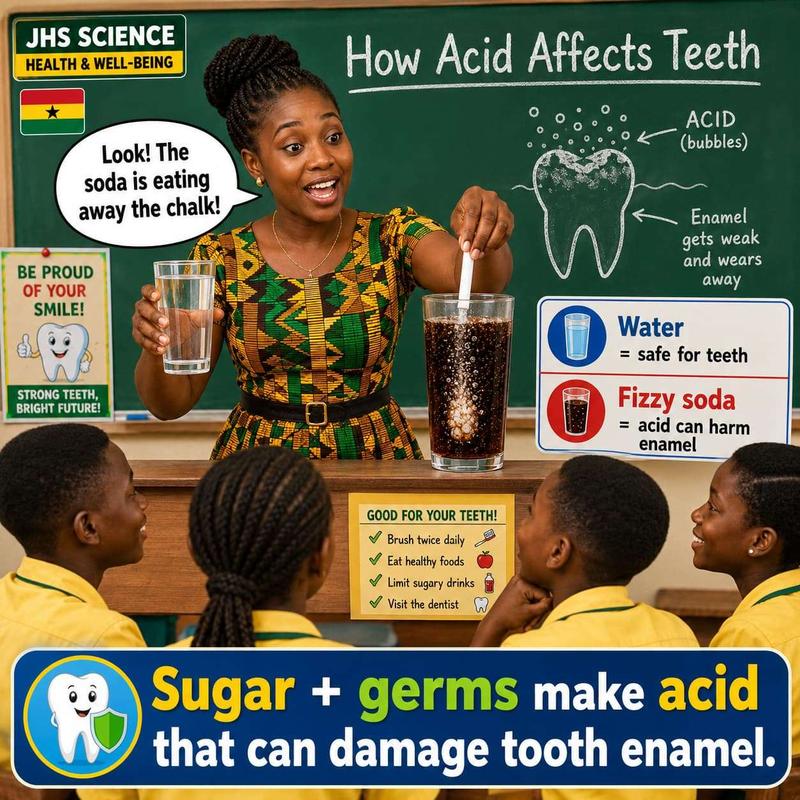 JHS SCIENCE
HEALTH & WELL-BEING
How Acid Affects Teeth
Look! The
soda is eating
away the chalk!
ACID
(bubbles)
Enamel
gets weak
and wears
away
BE PROUD
OF YOUR
SMILE!
STRONG TEETH,
BRIGHT FUTURE!
Water
= safe for teeth
Fizzy soda
= acid can harm
enamel
GOOD FOR YOUR TEETH!
Brush twice daily
Eat healthy foods
Limit sugary drinks
Visit the dentist
Sugar + germs make acid
that can damage tooth enamel.